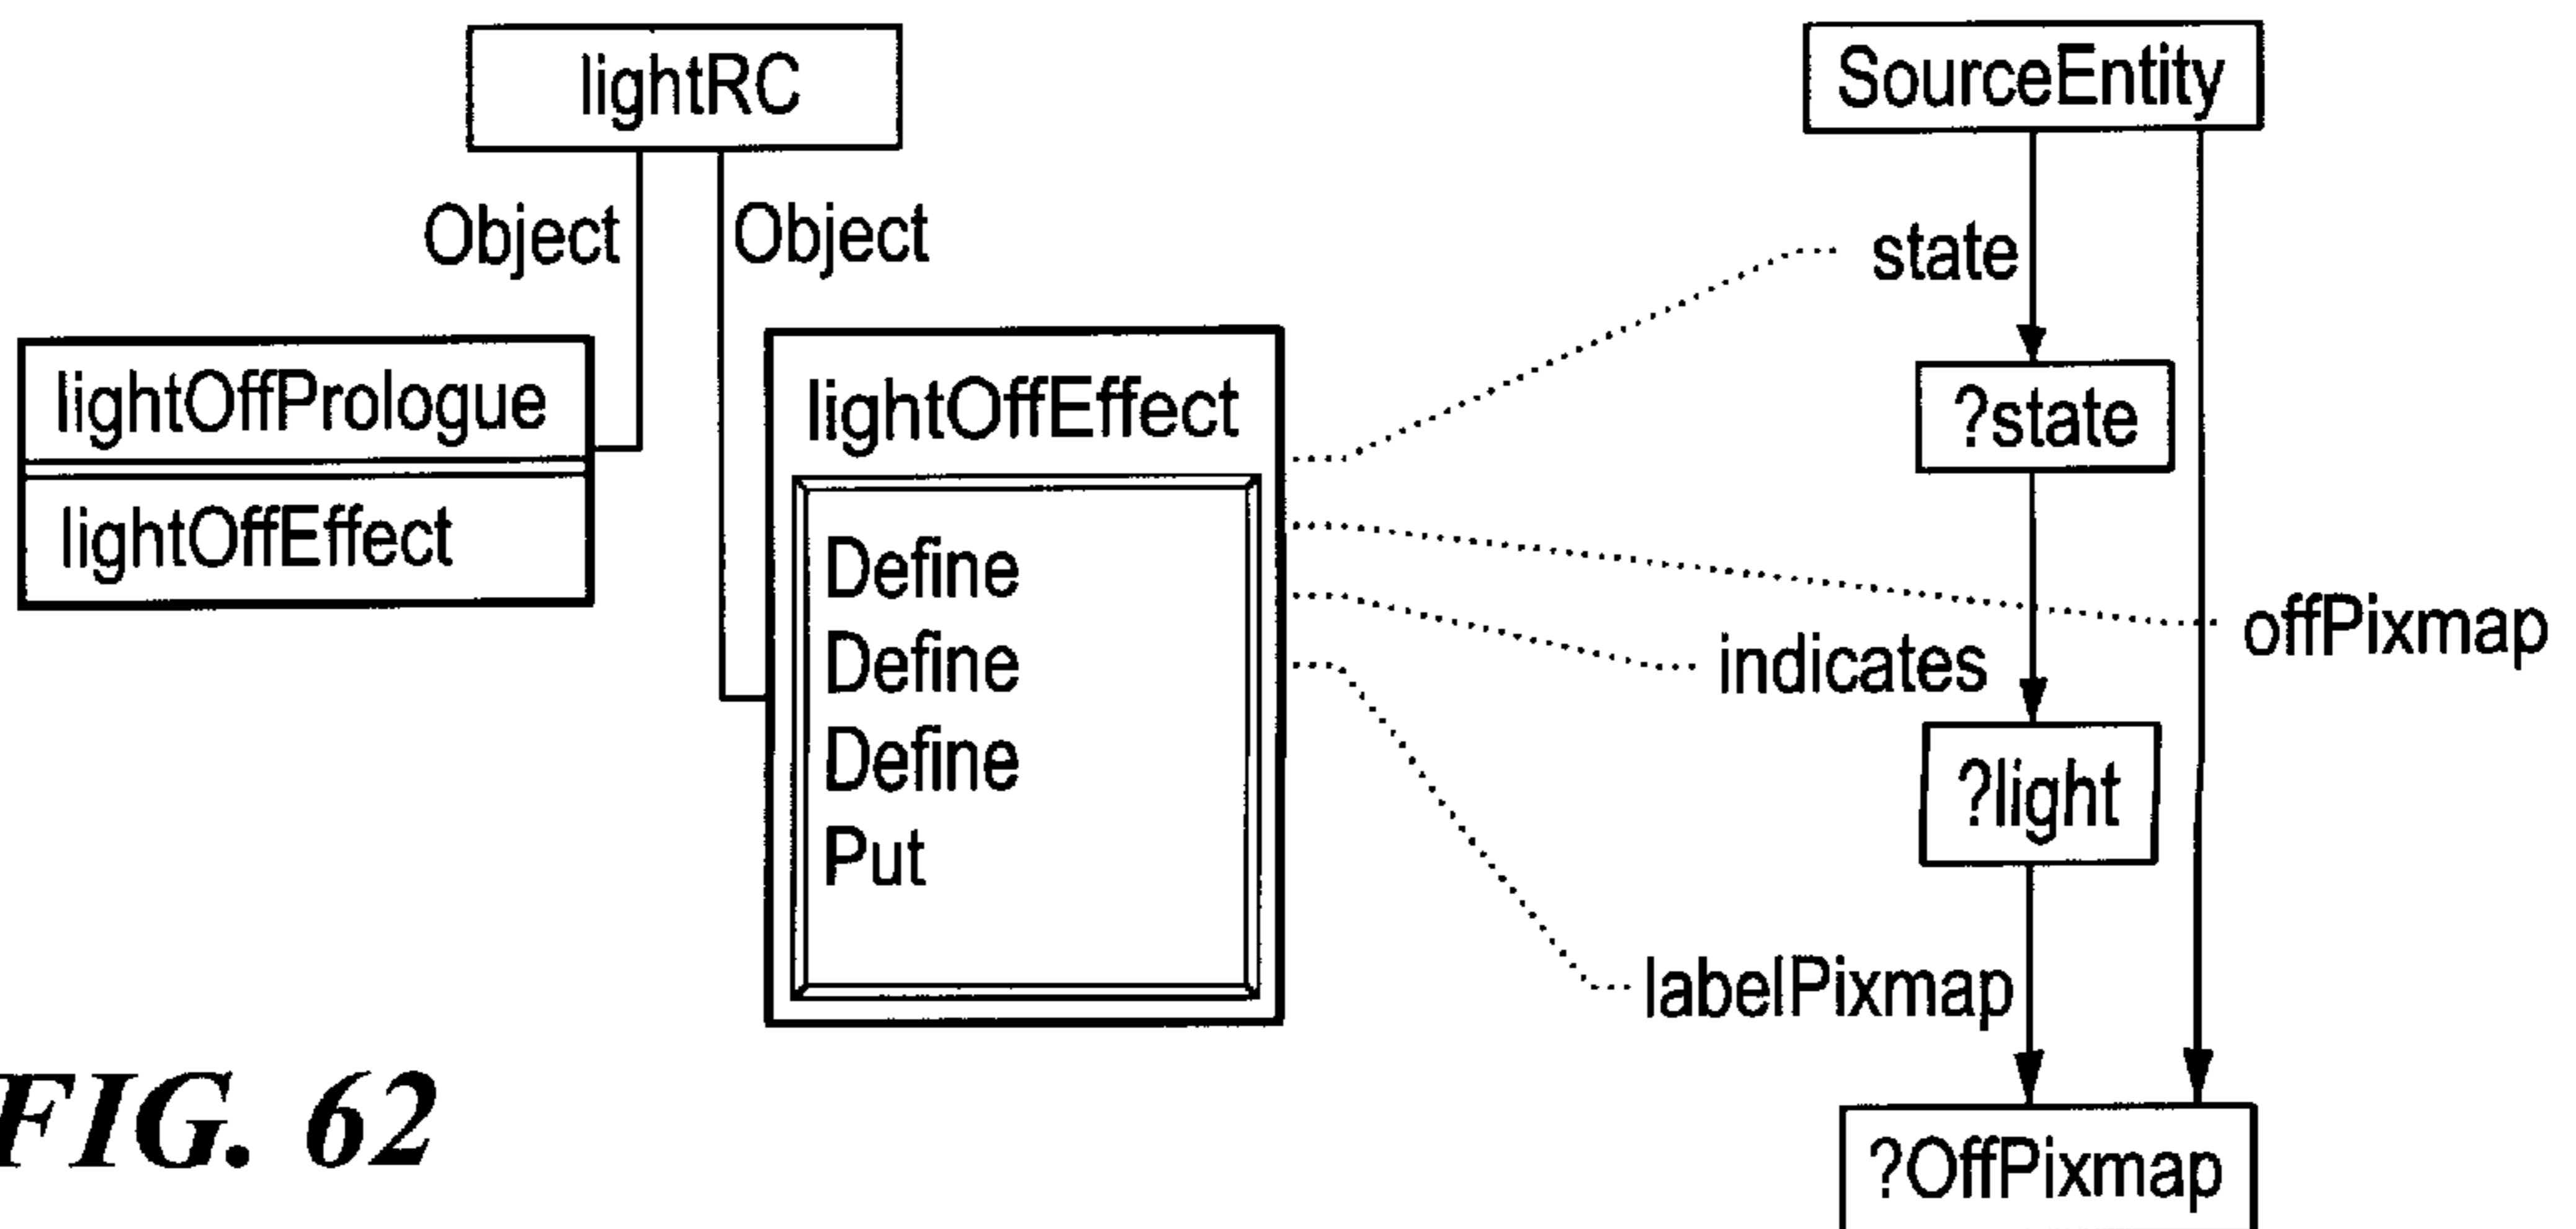 lightRC
SourceEntity
Object
Object
state
lightOffPrologue
lightOffEffect
lightOffEffect
?state
Define
Define
Define
Put
offPixmap
indicates
?light
labelPixmap
FIG. 62
?OffPixmap